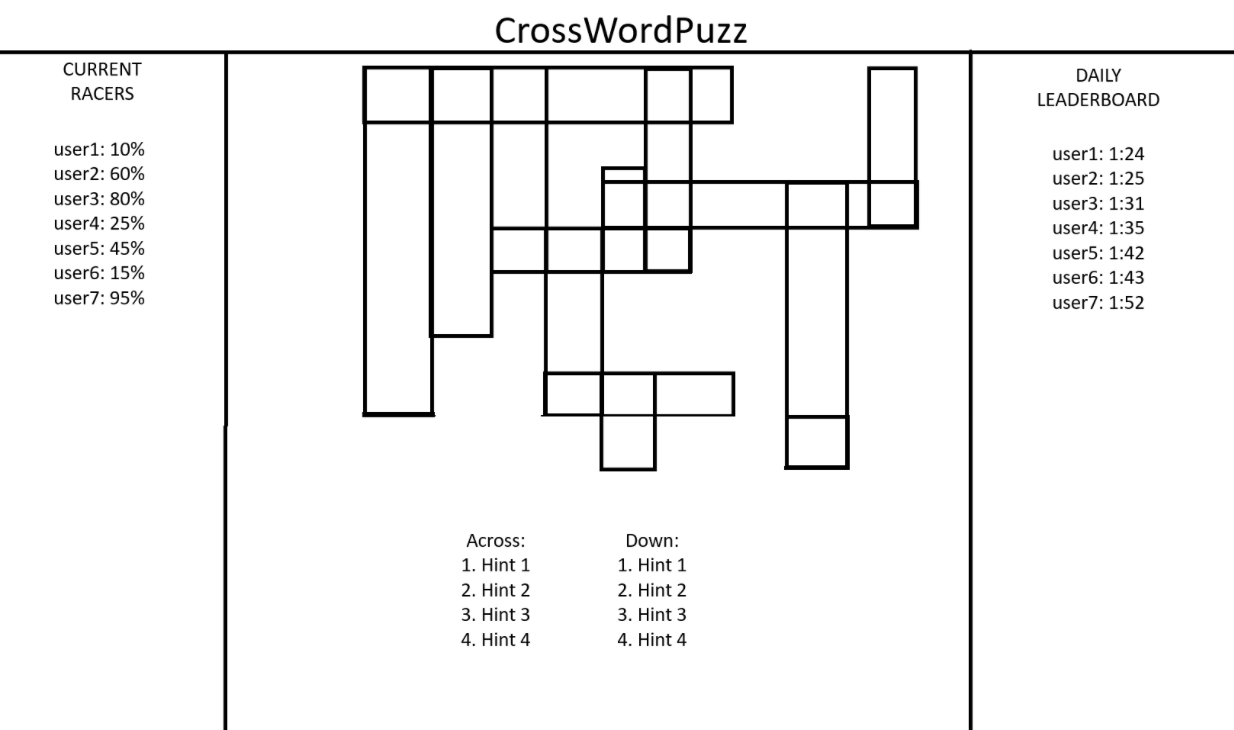 CrossWordPuzz
CURRENT
RACERS
user1: 10%
user2: 60%
user3: 80%
user4: 25%
user5: 45%
user6: 15%
user7: 95%
Across:
1. Hint 1
2. Hint 2
3. Hint 3
4. Hint 4
Down:
1. Hint 1
2. Hint 2
3. Hint 3
4. Hint 4
DAILY
LEADERBOARD
user1: 1:24
user2: 1:25
user3: 1:31
user4: 1:35
user5: 1:42
user6: 1:43
user7: 1:52